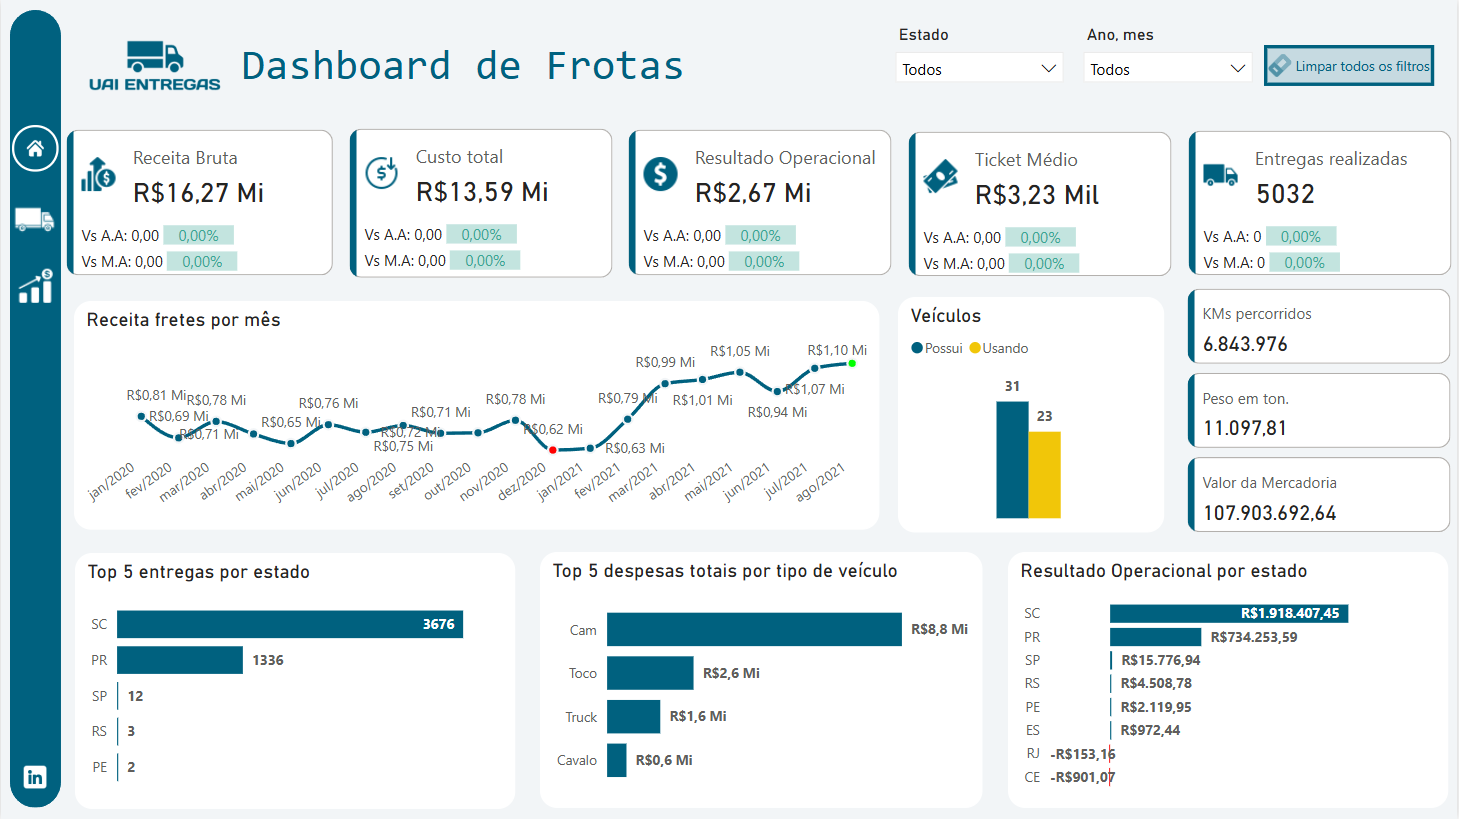 UAI ENTREGAS
Dashboard de Frotas
Estado
Todos
Ano, mes
Todos
Limpar todos os filtros
Receita Bruta
R$16,27 Mi
Vs A.A: 0,00 0,00%
Vs M.A: 0,00 0,00%
Custo total
R$13,59 Mi
Vs A.A: 0,00 0,00%
Vs M.A: 0,00 0,00%
Resultado Operacional
R$2,67 Mi
Vs A.A: 0,00 0,00%
Vs M.A: 0,00 0,00%
Ticket Médio
R$3,23 Mil
Vs A.A: 0,00 0,00%
Vs M.A: 0,00 0,00%
Entregas realizadas
5032
Vs A.A: 0 0,00%
Vs M.A: 0 0,00%
Receita fretes por mês
R$0,81 Mi
R$0,69 Mi
R$0,78 Mi
R$0,71 Mi
R$0,65 Mi
R$0,76 Mi
R$0,75 Mi
R$0,72 Mi
R$0,71 Mi
R$0,78 Mi
R$0,62 Mi
R$0,63 Mi
R$0,79 Mi
R$0,99 Mi
R$1,01 Mi
R$1,05 Mi
R$0,94 Mi
R$1,07 Mi
R$1,10 Mi
jan/2020
fev/2020
mar/2020
abr/2020
mai/2020
jun/2020
jul/2020
ago/2020
set/2020
out/2020
nov/2020
dez/2020
jan/2021
fev/2021
mar/2021
abr/2021
mai/2021
jun/2021
jul/2021
ago/2021
Veículos
Possui Usando
31
23
KMs percorridos
6.843.976
Peso em ton.
11.097,81
Valor da Mercadoria
107.903.692,64
Top 5 entregas por estado
SC 3676
PR 1336
SP 12
RS 3
PE 2
Top 5 despesas totais por tipo de veículo
Cam R$8,8 Mi
Toco R$2,6 Mi
Truck R$1,6 Mi
Cavalo R$0,6 Mi
Resultado Operacional por estado
SC R$1.918.407,45
PR R$734.253,59
SP R$15.776,94
RS R$4.508,78
PE R$2.119,95
ES R$972,44
RJ -R$153,16
CE -R$901,07
in